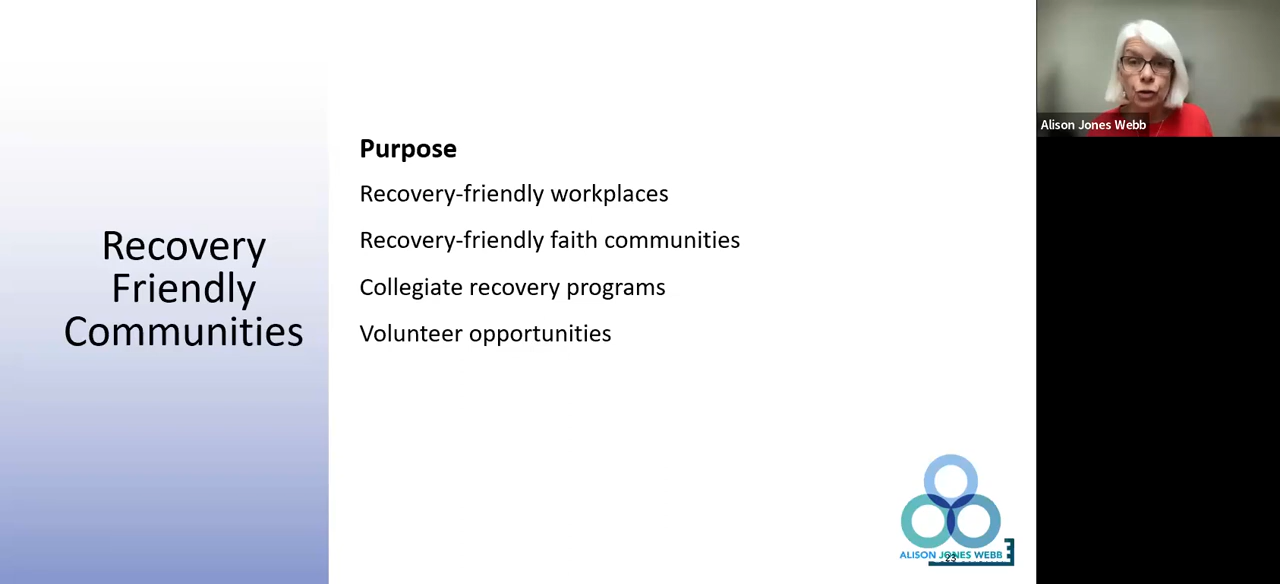 Recovery
Friendly
Communities
Purpose
Recovery-friendly workplaces
Recovery-friendly faith communities
Collegiate recovery programs
Volunteer opportunities
ALISON JONES WEBB
23
Alison Jones Webb